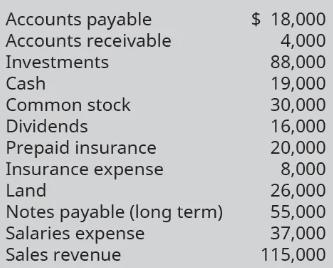 Accounts payable $ 18,000
Accounts receivable 4,000
Investments 88,000
Cash 19,000
Common stock 30,000
Dividends 16,000
Prepaid insurance 20,000
Insurance expense 8,000
Land 26,000
Notes payable (long term) 55,000
Salaries expense 37,000
Sales revenue 115,000